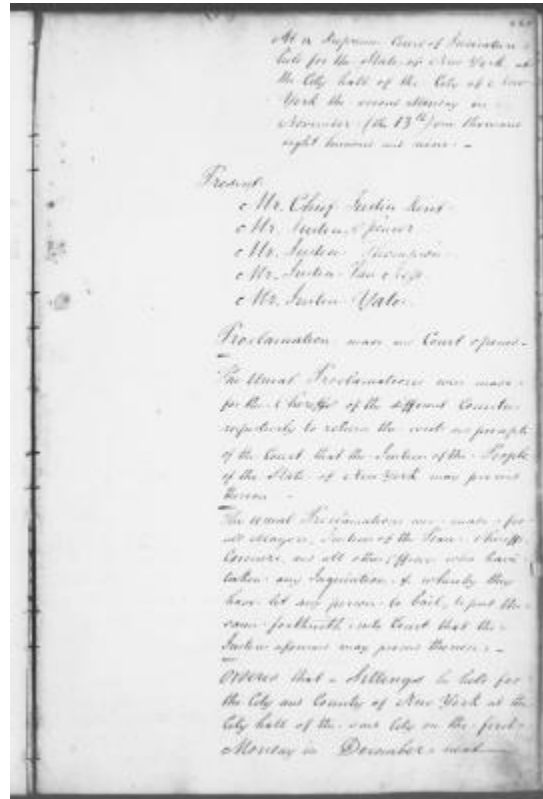 At a Supreme Court of Judicature
held for the State of New York at
the City hall of the City of New
York the second Monday in
November (the 13th) one thousand
eight hundred and nine. -
Present
Mr. Chief Justice Kent
Mr. Justice Spencer
Mr. Justice Thompson
Mr. Justice Van Ness
Mr. Justice Yates
Proclamation made and Court opened -
The Usual Proclamations were made
for the Sheriffs of the different Counties
respectively to return the writs and precepts
of the Court that the Justices of the People
of the State of New York may proceed
thereon -
The usual Proclamations were made for
all Mayors, Justices of the Peace, Sheriffs
Coroners, and all other Officers who have
taken any Inquisition & whereby they
have let any person to bail, to put the
same forthwith into Court that the
Justices aforesaid may proceed thereon -
Ordered that a Sittings be held for
the City and County of New York at the
City hall of the said City on the first
Monday in December next